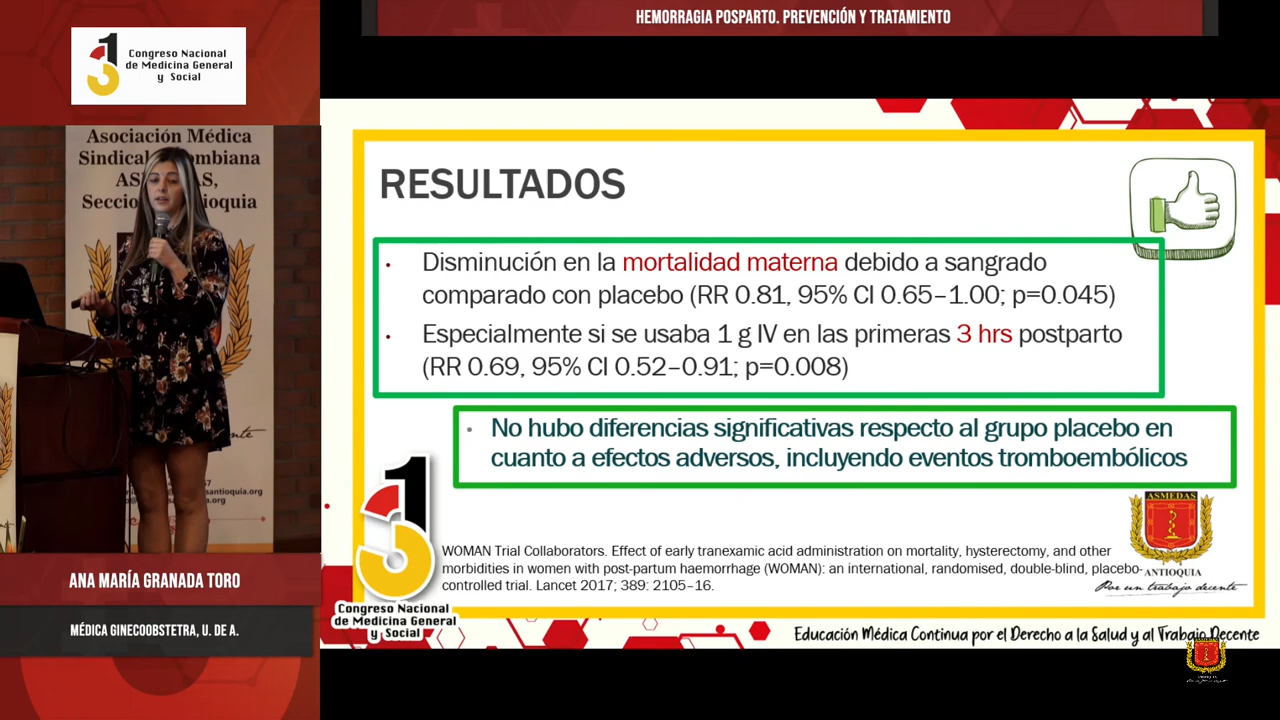 HEMORRAGIA POSPARTO. PREVENCIÓN Y TRATAMIENTO
31
Congreso Nacional
de Medicina General
y Social
Asociación Médica
Sindical
Sección
RESULTADOS
• Disminución en la mortalidad materna debido a sangrado
comparado con placebo (RR 0.81, 95% CI 0.65–1.00; p=0.045)
• Especialmente si se usaba 1 g IV en las primeras 3 hrs postparto
(RR 0.69, 95% CI 0.52–0.91; p=0.008)
• No hubo diferencias significativas respecto al grupo placebo en
cuanto a efectos adversos, incluyendo eventos tromboembólicos
WOMAN Trial Collaborators. Effect of early tranexamic acid administration on mortality, hysterectomy, and other
morbidities in women with post-partum haemorrhage (WOMAN): an international, randomised, double-blind, placebo-
controlled trial. Lancet 2017; 389: 2105–16.
ASMEDAS
ANTIOQUIA
Por un trabajo decente
31
Congreso Nacional
de Medicina General
y Social
Educación Médica Continua por el Derecho a la Salud y al Trabajo Decente
ANA MARÍA GRANADA TORO
MÉDICA GINECOOBSTETRA, U. DE A.